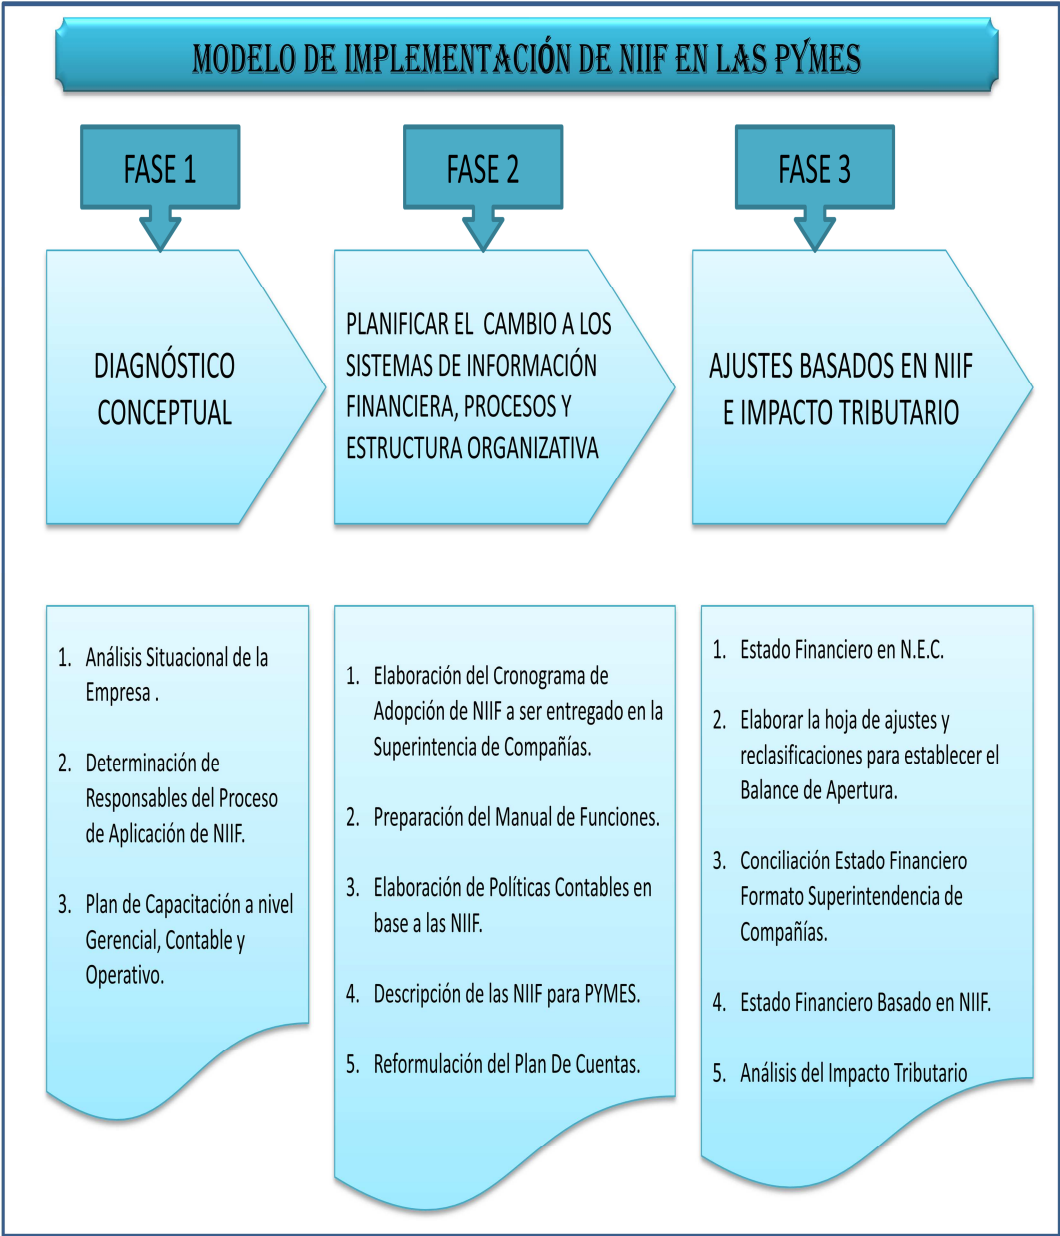 MODELO DE IMPLEMENTACIÓN DE NIIF EN LAS PYMES
FASE 1
DIAGNÓSTICO
CONCEPTUAL
1. Análisis Situacional de la
Empresa .
2. Determinación de
Responsables del Proceso
de Aplicación de NIIF.
3. Plan de Capacitación a nivel
Gerencial, Contable y
Operativo.
FASE 2
PLANIFICAR EL CAMBIO A LOS
SISTEMAS DE INFORMACIÓN
FINANCIERA, PROCESOS Y
ESTRUCTURA ORGANIZATIVA
1. Elaboración del Cronograma de
Adopción de NIIF a ser entregado en la
Superintencia de Compañías.
2. Preparación del Manual de Funciones.
3. Elaboración de Políticas Contables en
base a las NIIF.
4. Descripción de las NIIF para PYMES.
5. Reformulación del Plan De Cuentas.
FASE 3
AJUSTES BASADOS EN NIIF
E IMPACTO TRIBUTARIO
1. Estado Financiero en N.E.C.
2. Elaborar la hoja de ajustes y
reclasificaciones para establecer el
Balance de Apertura.
3. Conciliación Estado Financiero
Formato Superintendencia de
Compañías.
4. Estado Financiero Basado en NIIF.
5. Análisis del Impacto Tributario